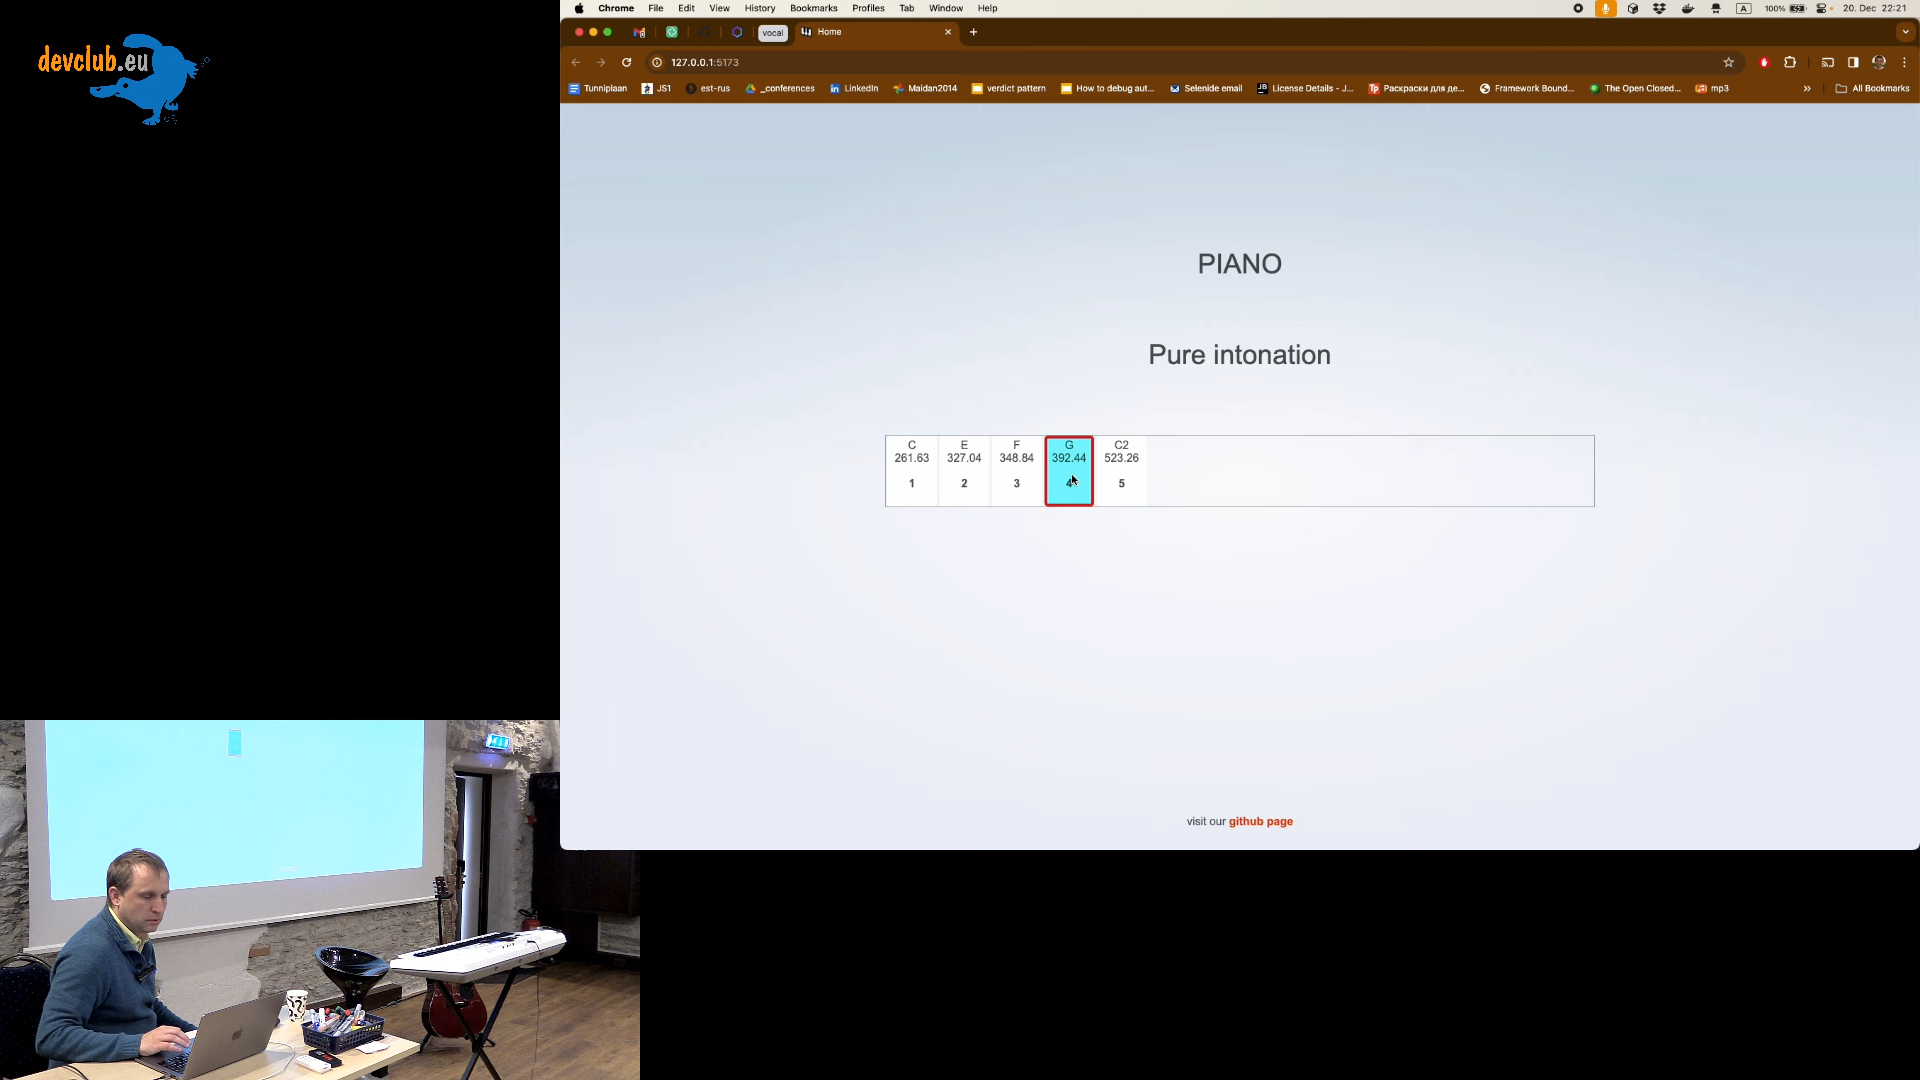 devclub.eu
Chrome File Edit View History Bookmarks Profiles Tab Window Help
A 100% 20. Dec 22:21
vocal Home
127.0.0.1:5173
Tunniplaan JS1 est-rus _conferences LinkedIn Maidan2014 verdict pattern How to debug aut... Selenide email License Details - J... Раскраски для де... Framework Bound... The Open Closed... mp3 » All Bookmarks
PIANO
Pure intonation
C E F G C2
261.63 327.04 348.84 392.44 523.26
1 2 3 4 5
visit our github page